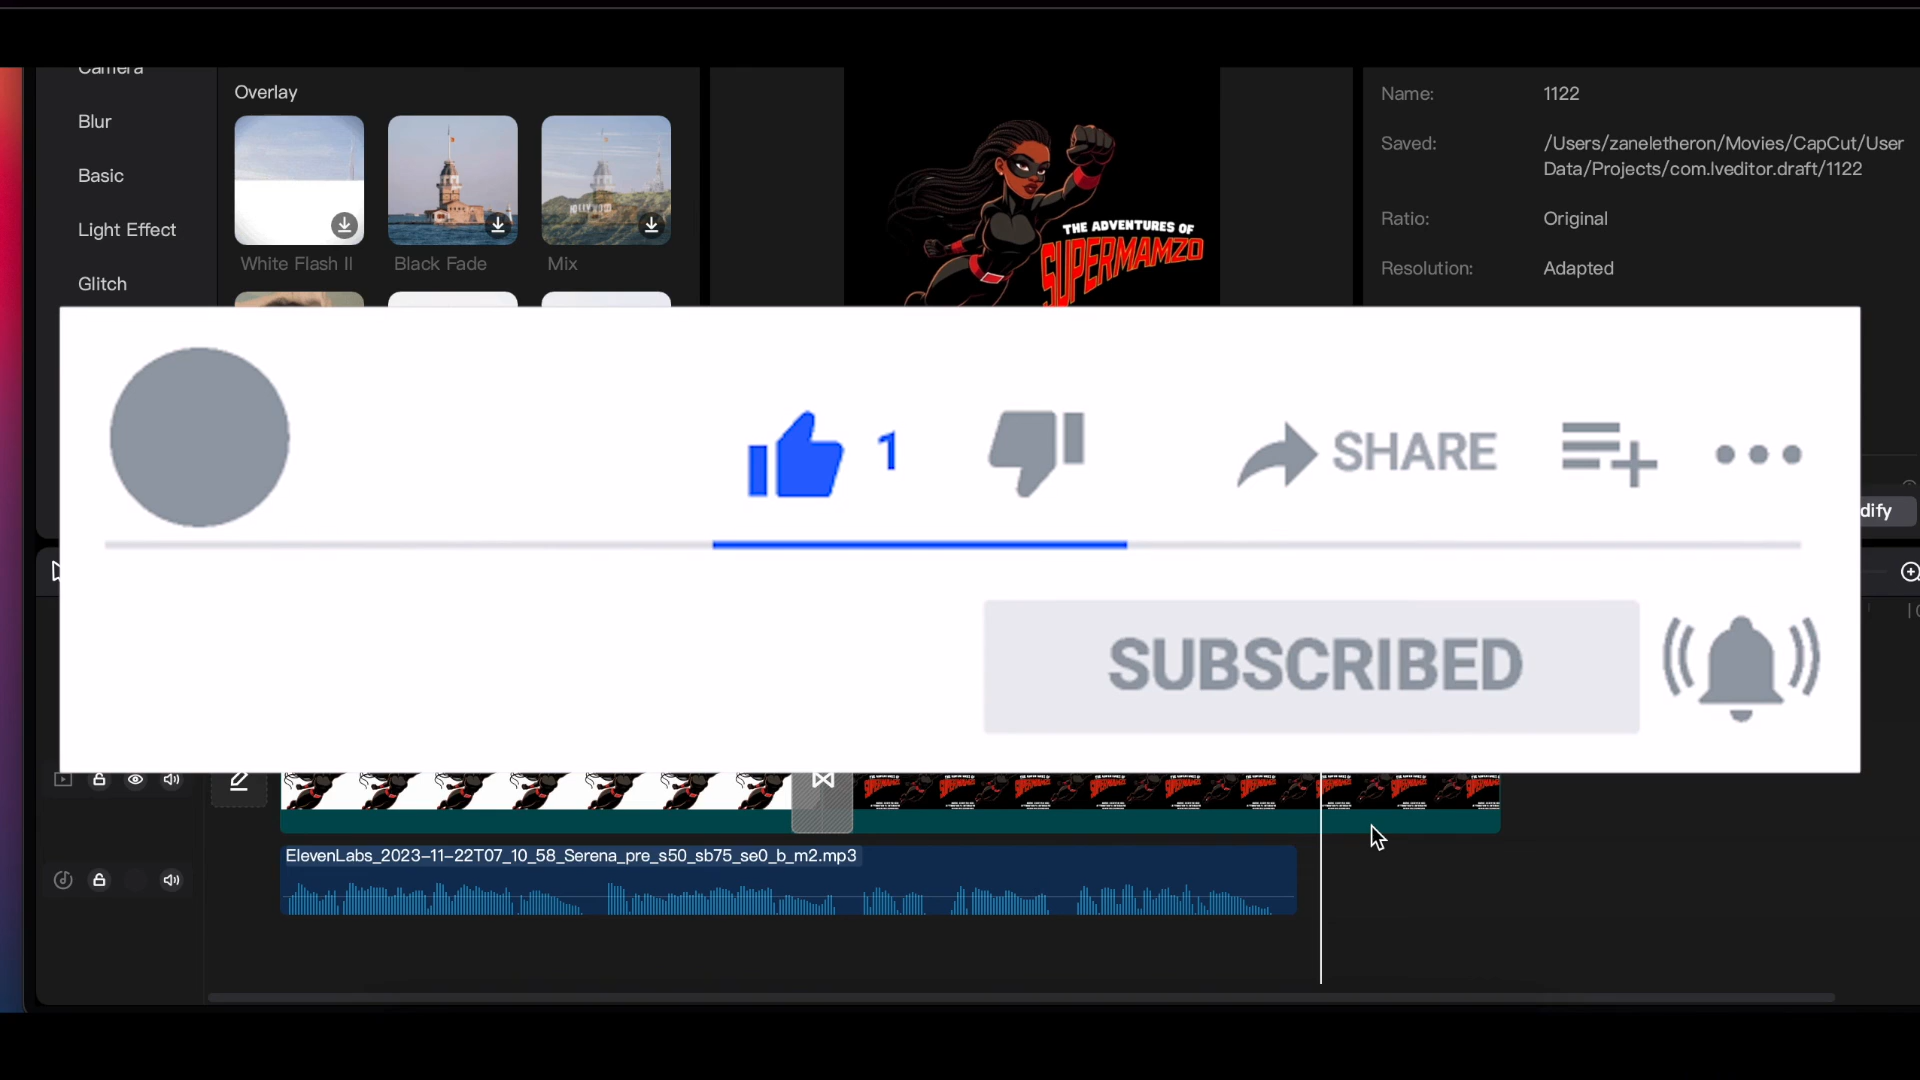 Camera
Overlay
Blur
Basic
Light Effect
Glitch
White Flash II
Black Fade
HOLLYWOOD
Mix
THE ADVENTURES OF
SUPERMAMZO
Name: 1122
Saved: /Users/zaneletheron/Movies/CapCut/User
Data/Projects/com.lveditor.draft/1122
Ratio: Original
Resolution: Adapted
1
SHARE
dify
SUBSCRIBED
ElevenLabs_2023-11-22T07_10_58_Serena_pre_s50_sb75_se0_b_m2.mp3